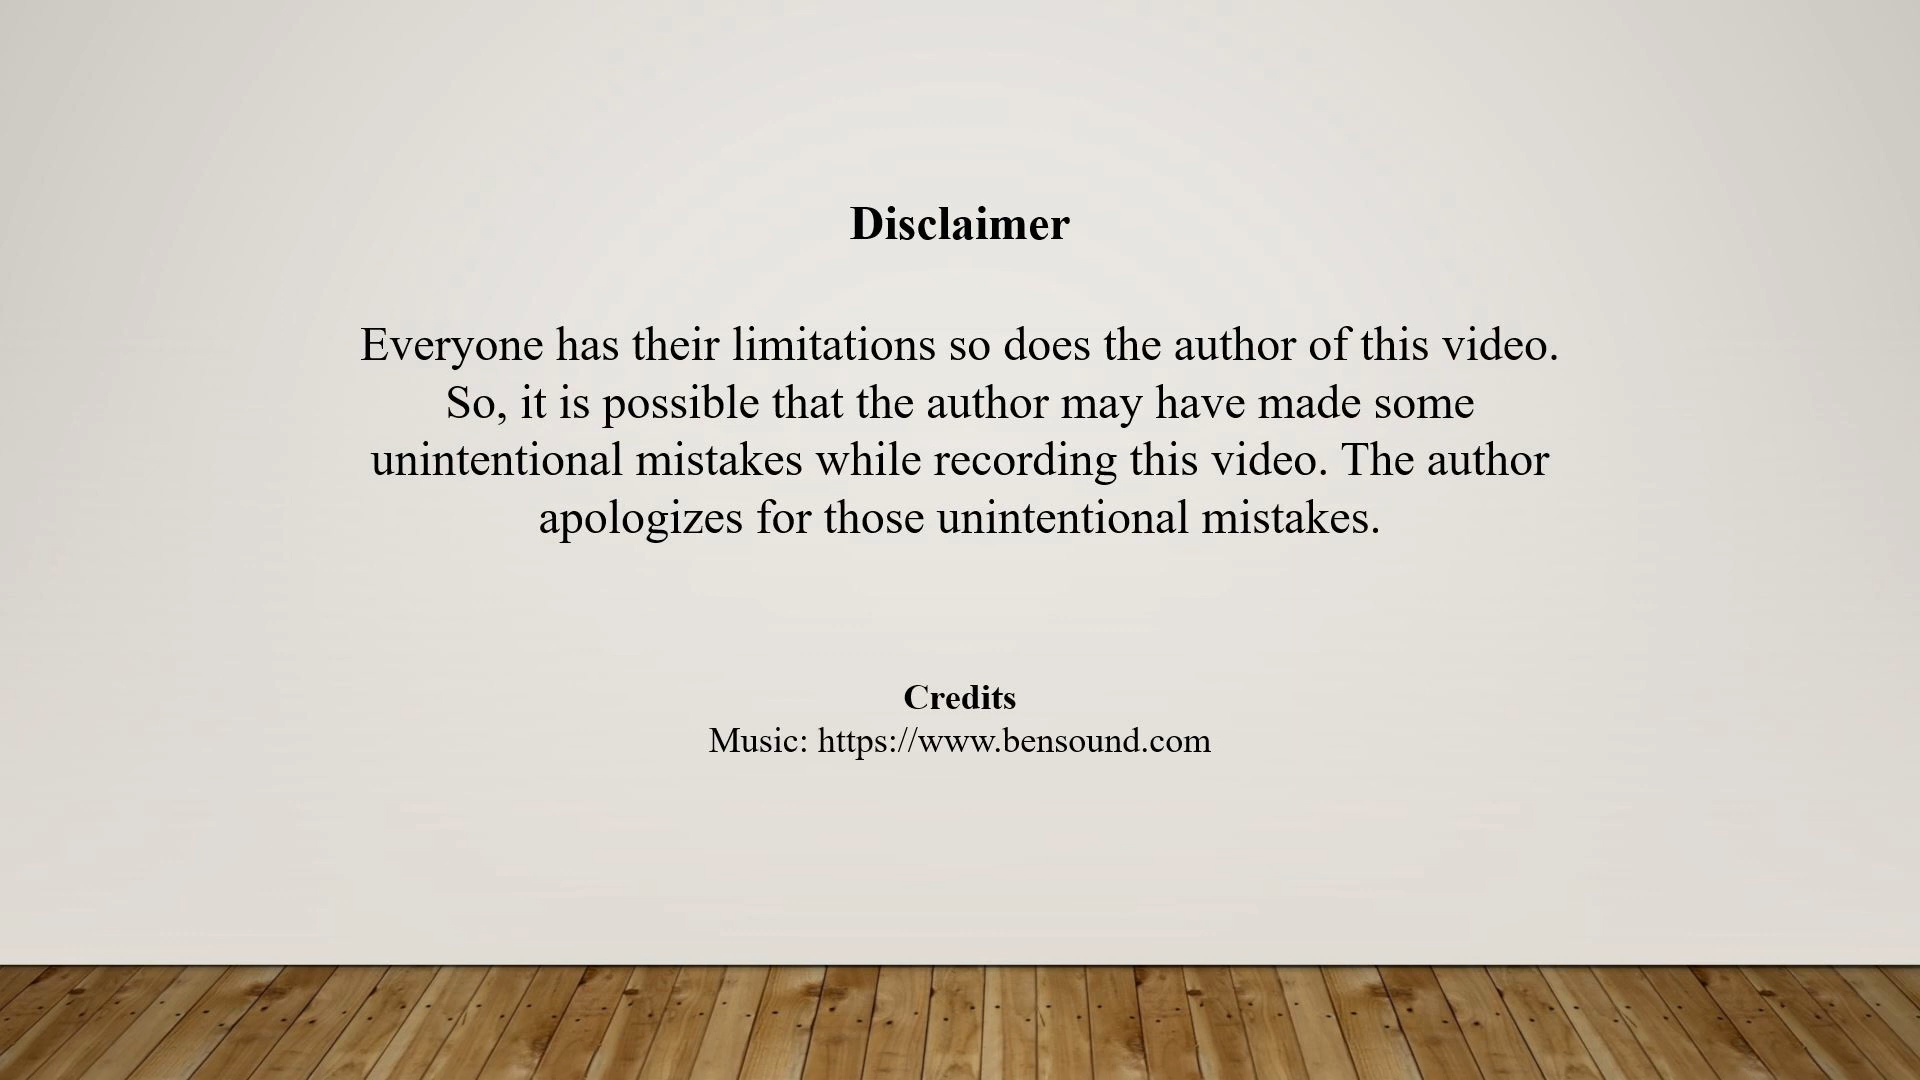 Disclaimer
Everyone has their limitations so does the author of this video.
So, it is possible that the author may have made some
unintentional mistakes while recording this video. The author
apologizes for those unintentional mistakes.
Credits
Music: https://www.bensound.com